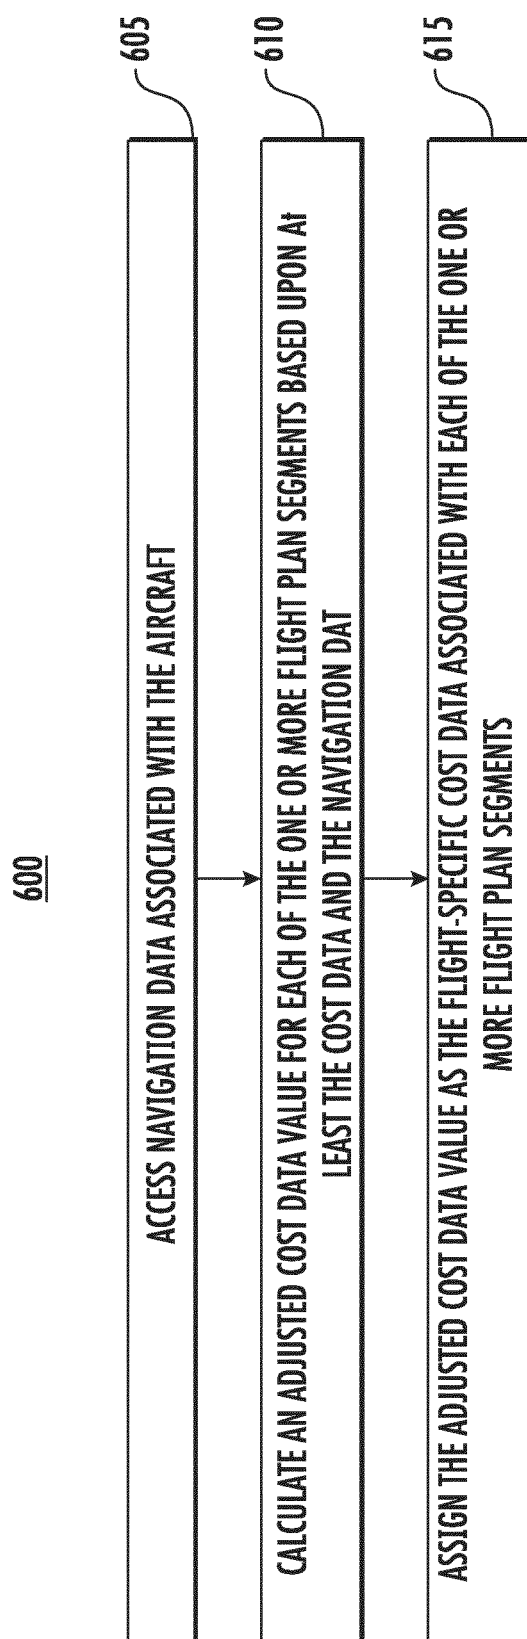 600
ACCESS NAVIGATION DATA ASSOCIATED WITH THE AIRCRAFT
605
CALCULATE AN ADJUSTED COST DATA VALUE FOR EACH OF THE ONE OR MORE FLIGHT PLAN SEGMENTS BASED UPON At
LEAST THE COST DATA AND THE NAVIGATION DAT
610
ASSIGN THE ADJUSTED COST DATA VALUE AS THE FLIGHT-SPECIFIC COST DATA ASSOCIATED WITH EACH OF THE ONE OR
MORE FLIGHT PLAN SEGMENTS
615